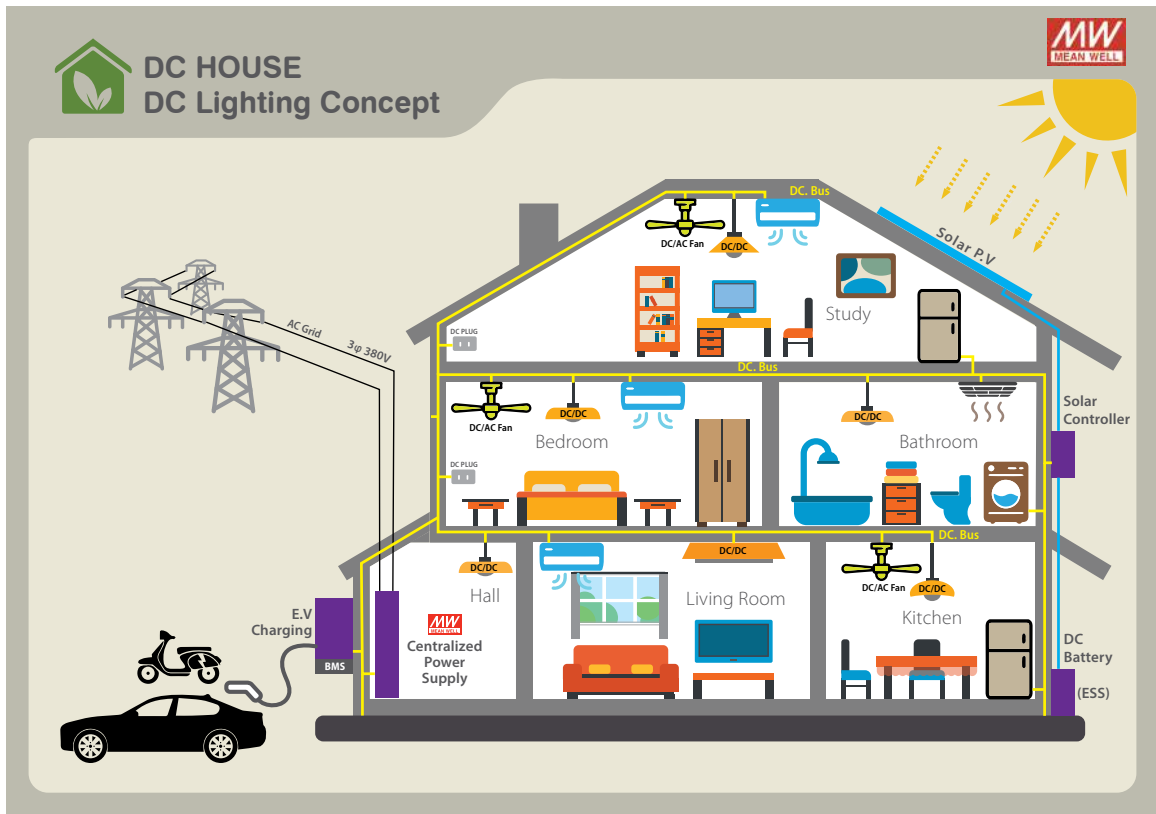 DC HOUSE
DC Lighting Concept
MW
MEAN WELL
DC. Bus
DC/AC Fan
DC/DC
Solar P.V
Study
AC Grid
3φ 380V
DC PLUG
DC. Bus
DC/AC Fan
DC/DC
DC/DC
Solar
Controller
Bedroom
Bathroom
DC PLUG
DC. Bus
DC/DC
DC/DC
DC/AC Fan
DC/DC
Hall
Living Room
Kitchen
E.V
Charging
BMS
MW
MEAN WELL
Centralized
Power
Supply
DC
Battery
(ESS)